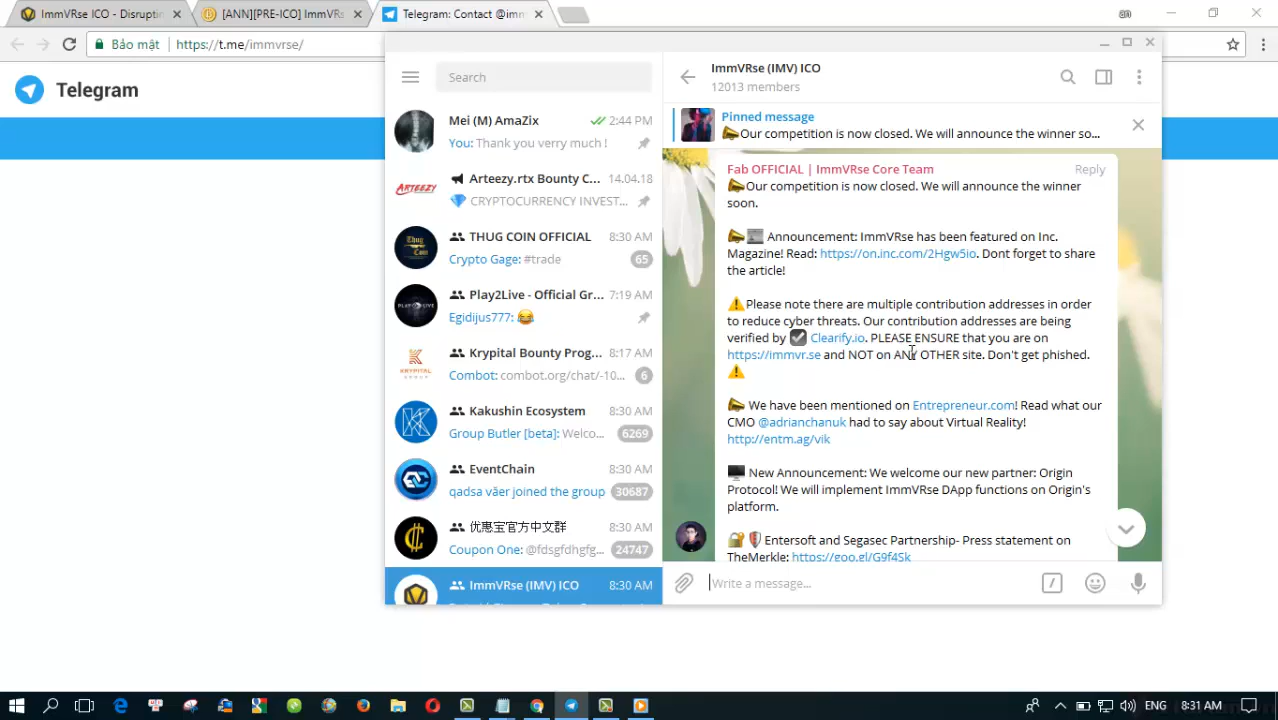 ImmVRse ICO - Disruptin
[ANN][PRE-ICO] ImmVRs
Telegram: Contact @imm
Bảo mật
https://t.me/immvrse/
Telegram
Search
Mei (M) AmaZix
2:44 PM
You: Thank you verry much !
ARTEEZY
Arteezy.rtx Bounty C...
14.04.18
CRYPTOCURRENCY INVEST...
THUG COIN OFFICIAL
8:30 AM
Crypto Gage: #trade
65
Play2Live - Official Gr...
7:19 AM
Egidijus777:
Krypital Bounty Prog...
8:17 AM
Combot: combot.org/chat/-10...
6
Kakushin Ecosystem
8:30 AM
Group Butler [beta]: Welco...
6269
EventChain
8:30 AM
qadsa văer joined the group
30687
优惠宝官方中文群
8:30 AM
Coupon One: @fdsgfdhgfg...
24747
ImmVRse (IMV) ICO
8:30 AM
ImmVRse (IMV) ICO
12013 members
Pinned message
Our competition is now closed. We will announce the winner so...
Fab OFFICIAL | ImmVRse Core Team
Reply
Our competition is now closed. We will announce the winner
soon.
Announcement: ImmVRse has been featured on Inc.
Magazine! Read: https://on.inc.com/2Hgw5io. Dont forget to share
the article!
Please note there are multiple contribution addresses in order
to reduce cyber threats. Our contribution addresses are being
verified by Clearify.io. PLEASE ENSURE that you are on
https://immvr.se and NOT on ANY OTHER site. Don't get phished.
We have been mentioned on Entrepreneur.com! Read what our
CMO @adrianchanuk had to say about Virtual Reality!
http://entm.ag/vik
New Announcement: We welcome our new partner: Origin
Protocol! We will implement ImmVRse DApp functions on Origin's
platform.
Entersoft and Segasec Partnership- Press statement on
TheMerkle: https://goo.gl/G9f4Sk
Write a message...
ENG
8:31 AM